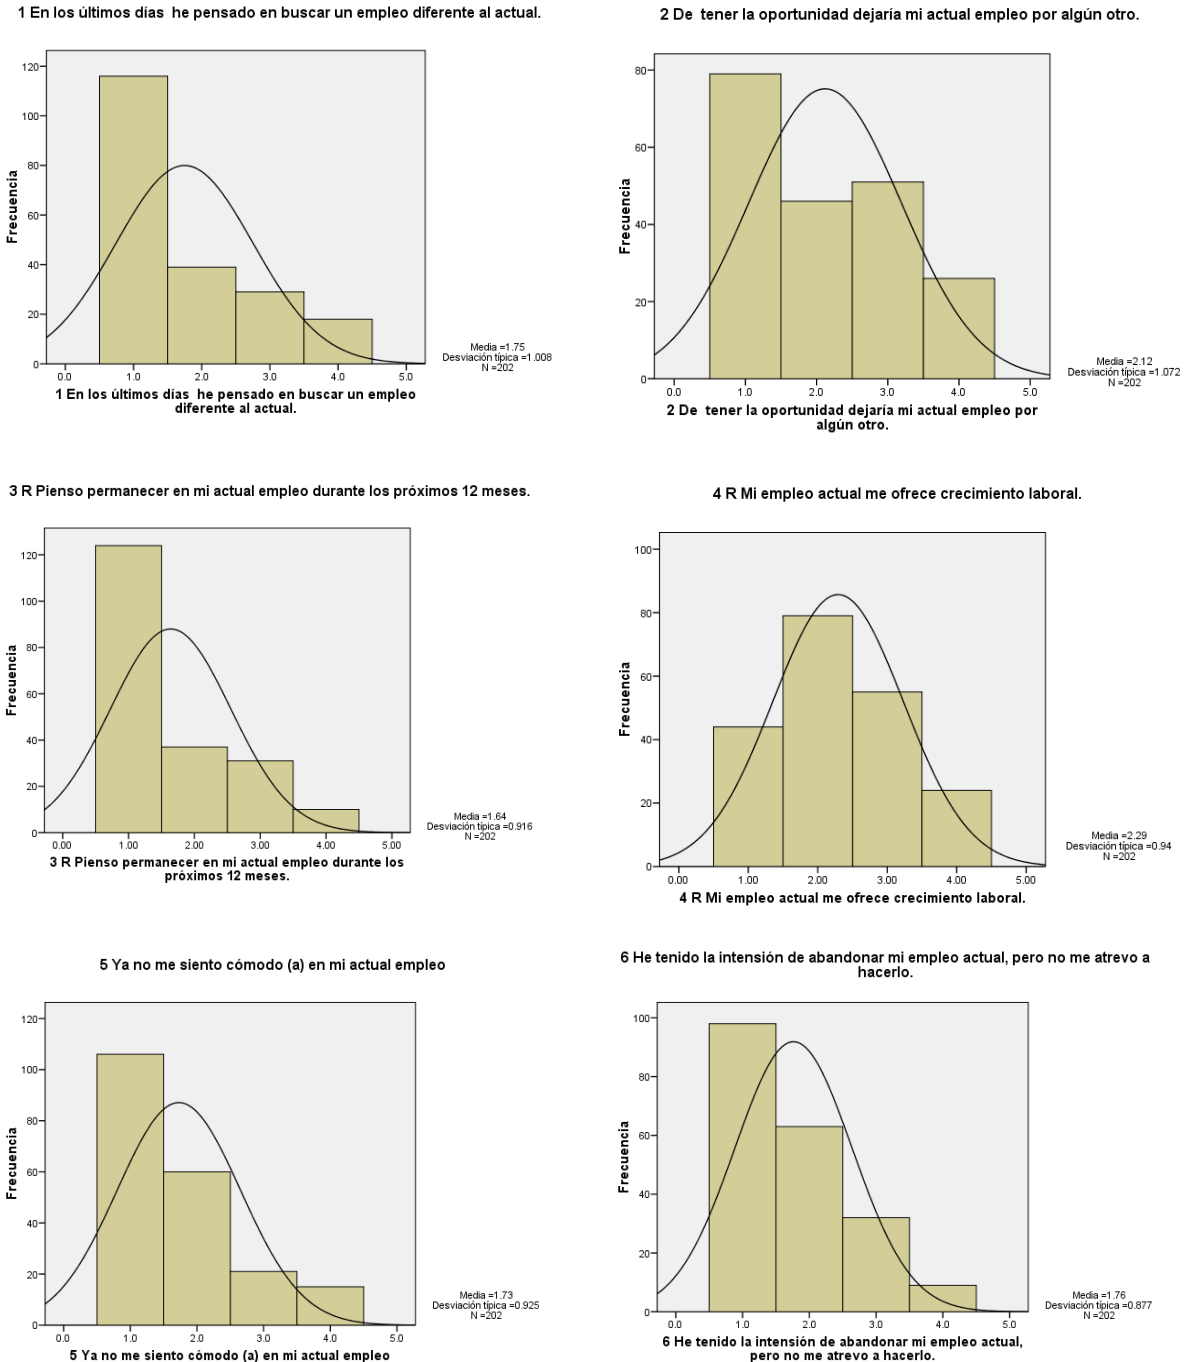 1 En los últimos días  he pensado en buscar un empleo diferente al actual.
120
100
80
60
40
20
0
Frecuencia
0.0 1.0 2.0 3.0 4.0 5.0
1 En los últimos días  he pensado en buscar un empleo
diferente al actual.
Media =1.75
Desviación típica =1.008
N =202
2 De  tener la oportunidad dejaría mi actual empleo por algún otro.
80
60
40
20
0
Frecuencia
0.0 1.0 2.0 3.0 4.0 5.0
2 De  tener la oportunidad dejaría mi actual empleo por
algún otro.
Media =2.12
Desviación típica =1.072
N =202
3 R Pienso permanecer en mi actual empleo durante los próximos 12 meses.
120
100
80
60
40
20
0
Frecuencia
0.00 1.00 2.00 3.00 4.00 5.00
3 R Pienso permanecer en mi actual empleo durante los
próximos 12 meses.
Media =1.64
Desviación típica =0.916
N =202
4 R Mi empleo actual me ofrece crecimiento laboral.
100
80
60
40
20
0
Frecuencia
0.00 1.00 2.00 3.00 4.00 5.00
4 R Mi empleo actual me ofrece crecimiento laboral.
Media =2.29
Desviación típica =0.94
N =202
5 Ya no me siento cómodo (a) en mi actual empleo
120
100
80
60
40
20
0
Frecuencia
0.0 1.0 2.0 3.0 4.0 5.0
5 Ya no me siento cómodo (a) en mi actual empleo
Media =1.73
Desviación típica =0.925
N =202
6 He tenido la intensión de abandonar mi empleo actual, pero no me atrevo a
hacerlo.
100
80
60
40
20
0
Frecuencia
0.0 1.0 2.0 3.0 4.0 5.0
6 He tenido la intensión de abandonar mi empleo actual,
pero no me atrevo a hacerlo.
Media =1.76
Desviación típica =0.877
N =202